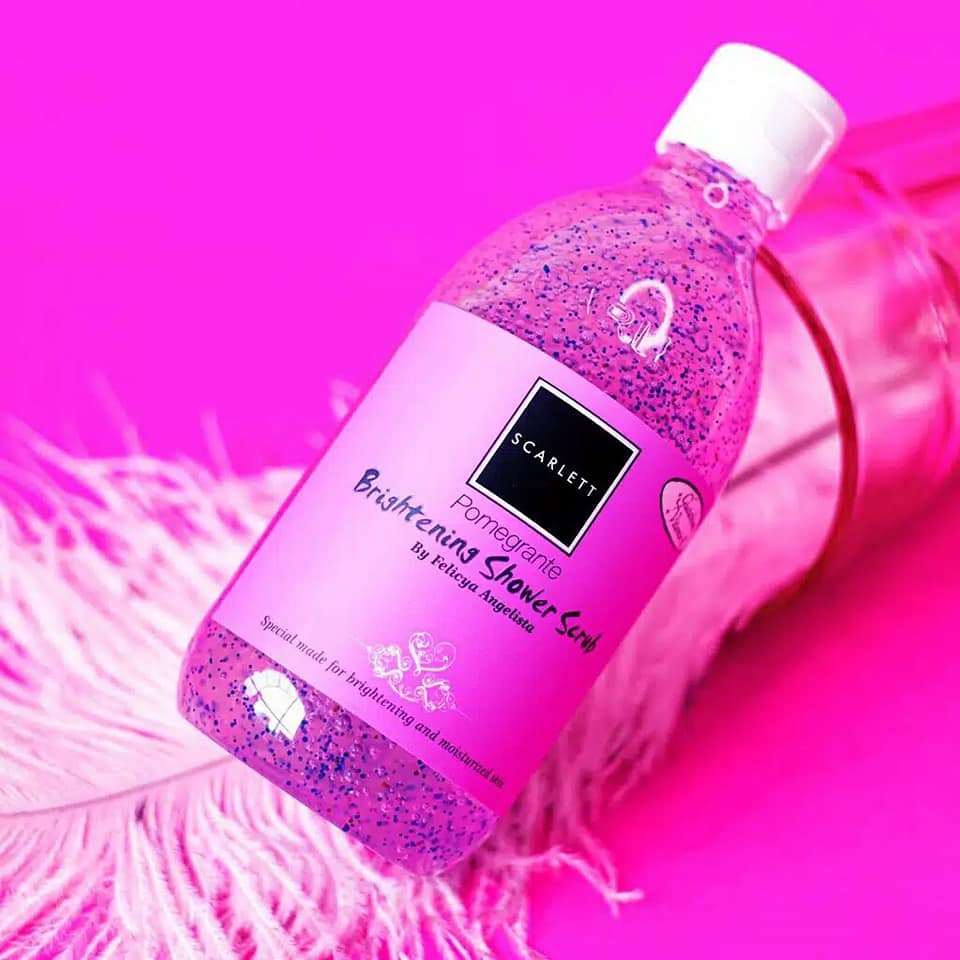 SCARLETT
Pomegrante
Brightening Shower Scrub
By Felicya Angelista
Special made for brightening and moisturized skin